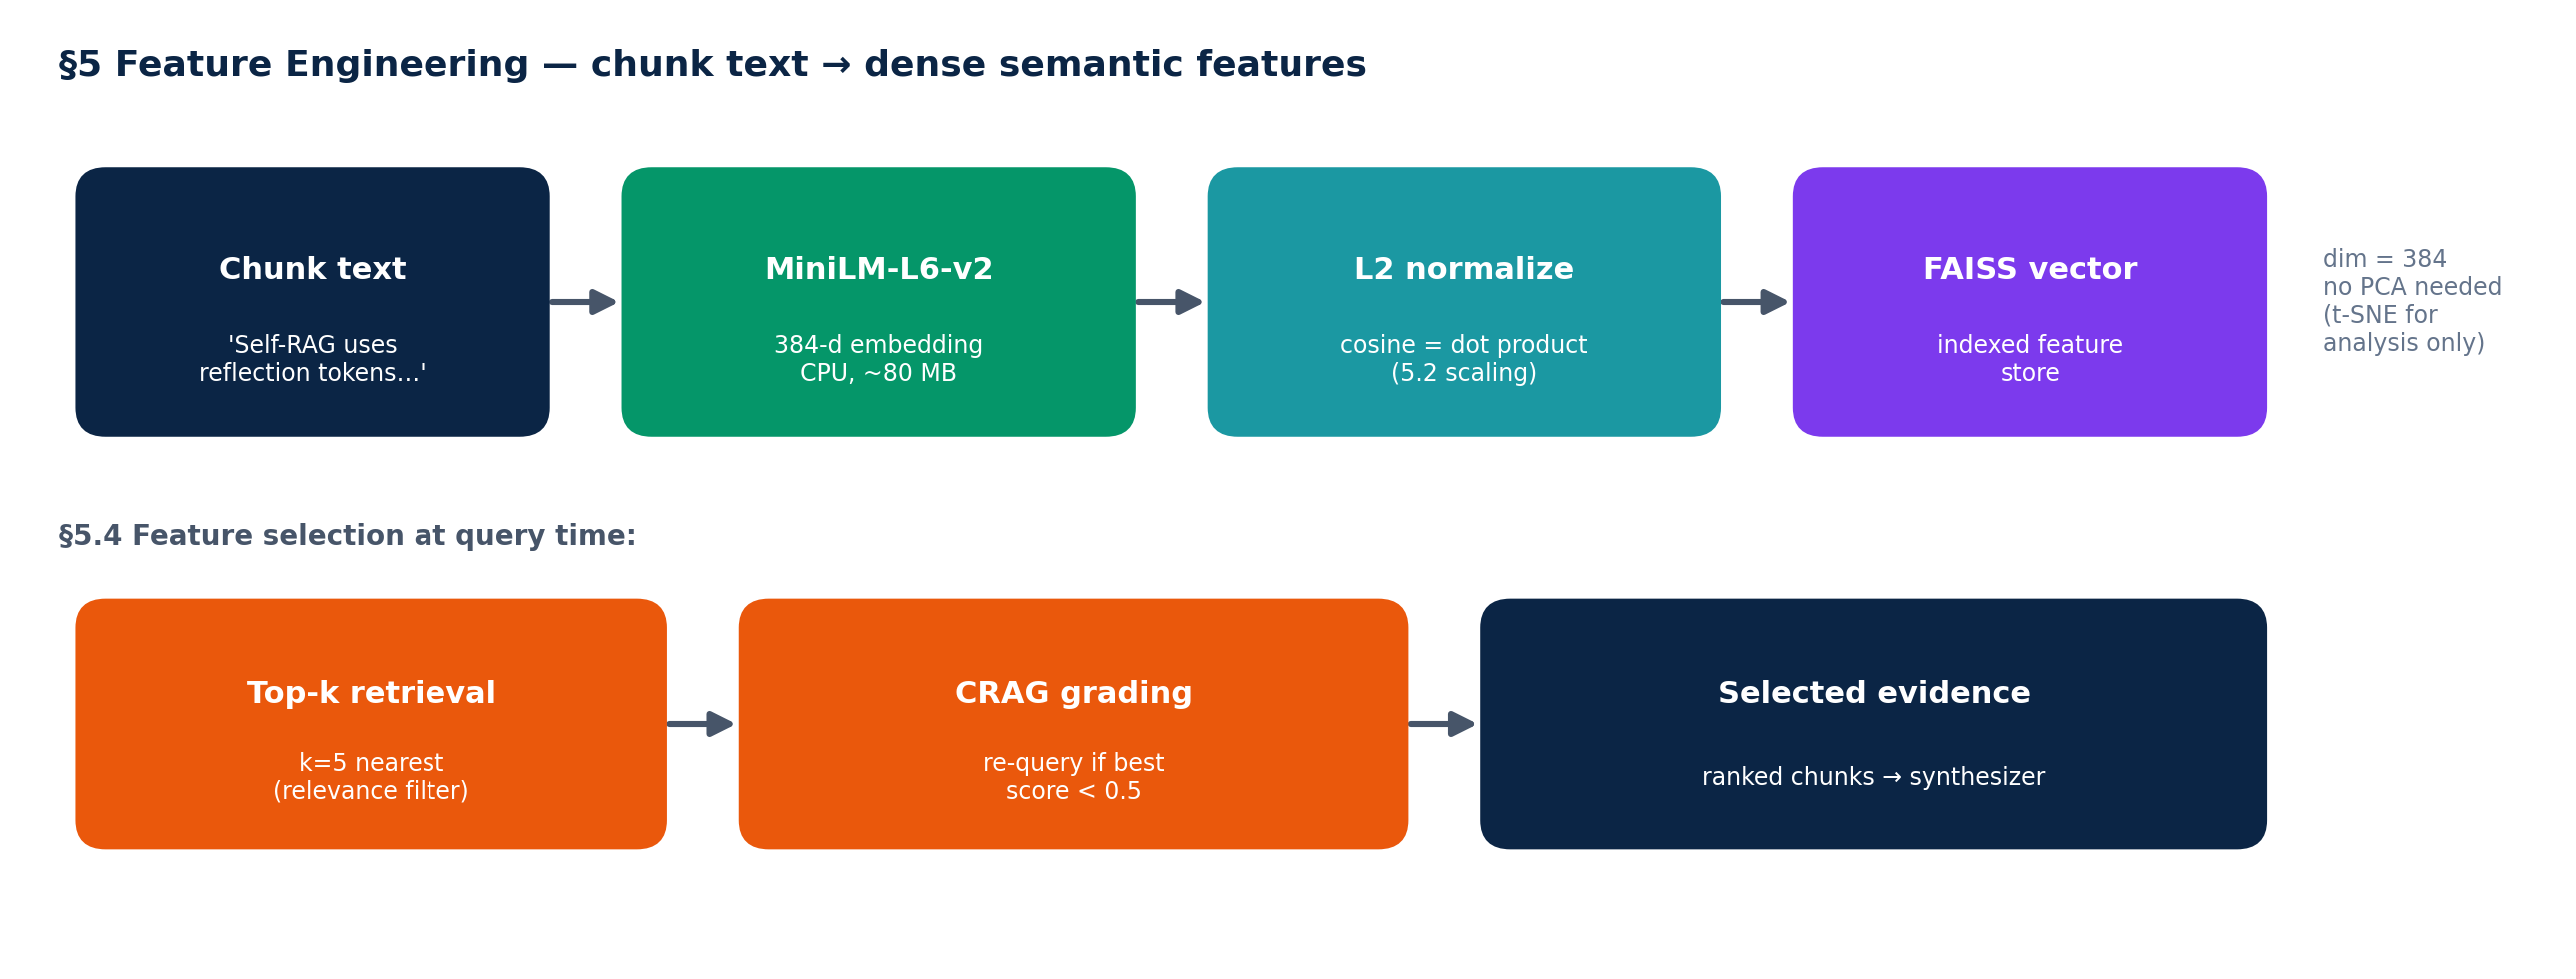 §5 Feature Engineering — chunk text → dense semantic features
Chunk text
'Self-RAG uses
reflection tokens...'
MiniLM-L6-v2
384-d embedding
CPU, ~80 MB
L2 normalize
cosine = dot product
(5.2 scaling)
FAISS vector
indexed feature
store
dim = 384
no PCA needed
(t-SNE for
analysis only)
§5.4 Feature selection at query time:
Top-k retrieval
k=5 nearest
(relevance filter)
CRAG grading
re-query if best
score < 0.5
Selected evidence
ranked chunks → synthesizer